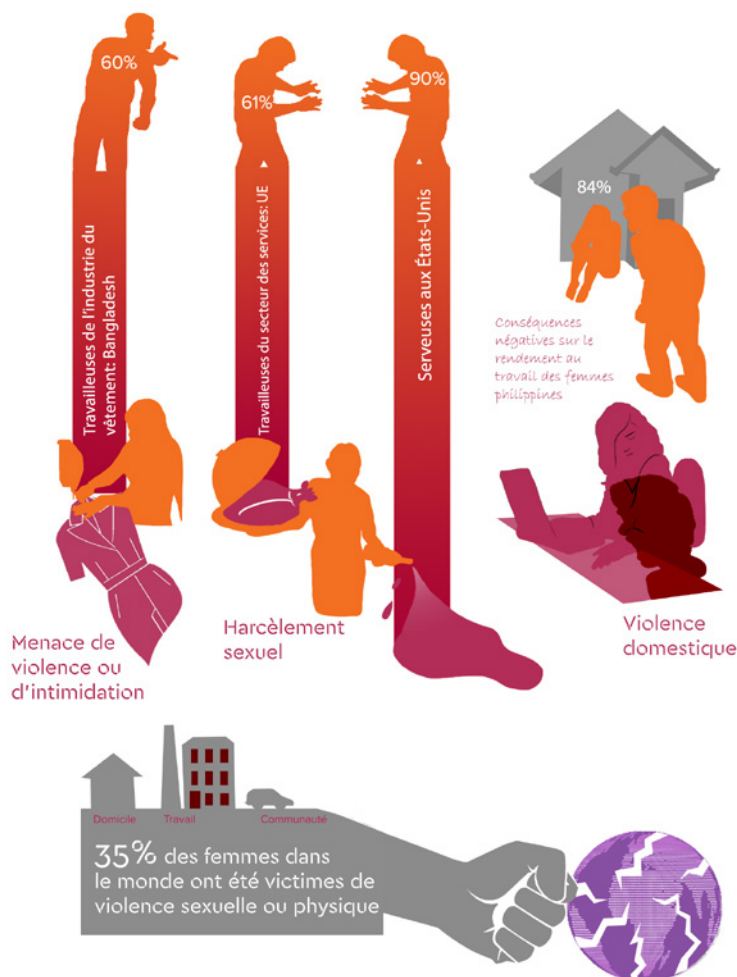 60%
Travailleuses de l'industrie du
vêtement: Bangladesh
Menace de
violence ou
d'intimidation
61%
Travailleuses du secteur des services: UE
90%
Serveuses aux États-Unis
Harcèlement
sexuel
84%
Conséquences
négatives sur le
rendement au
travail des femmes
philippines
Violence
domestique
Domicile
Travail
Communauté
35% des femmes dans
le monde ont été victimes de
violence sexuelle ou physique